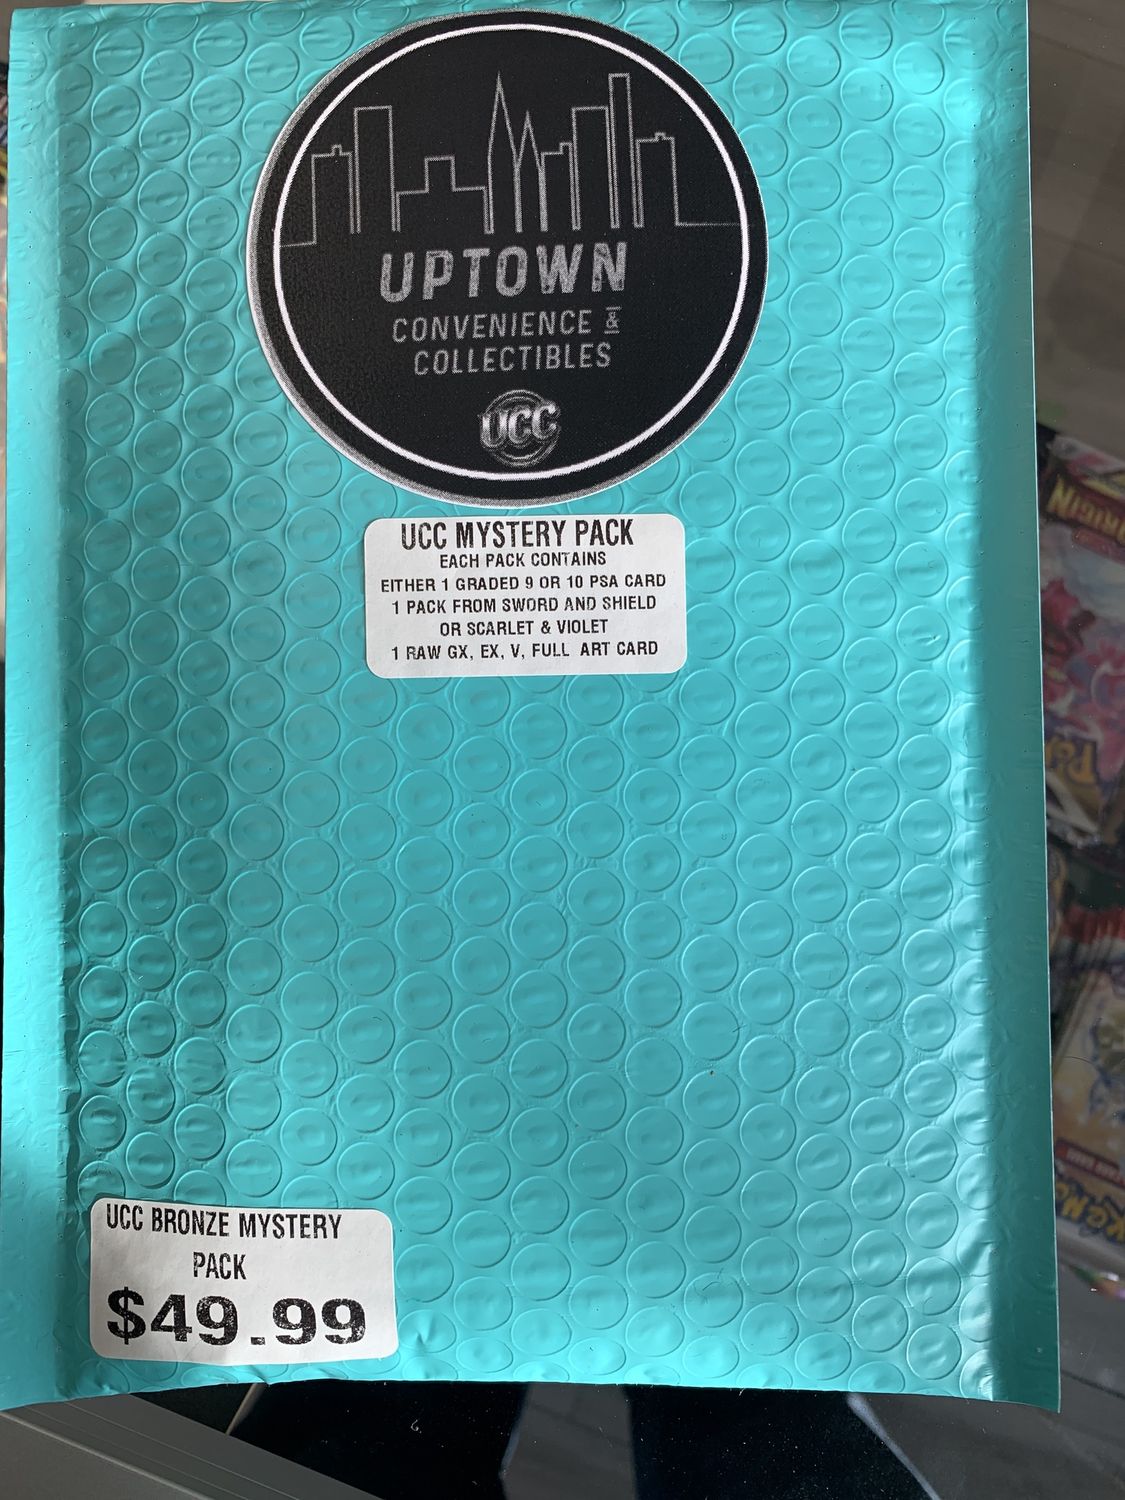 UPTOWN
CONVENIENCE &
COLLECTIBLES
UCC
UCC MYSTERY PACK
EACH PACK CONTAINS
EITHER 1 GRADED 9 OR 10 PSA CARD
1 PACK FROM SWORD AND SHIELD
OR SCARLET & VIOLET
1 RAW GX, EX, V, FULL ART CARD
UCC BRONZE MYSTERY
PACK
$49.99
ORIGIN